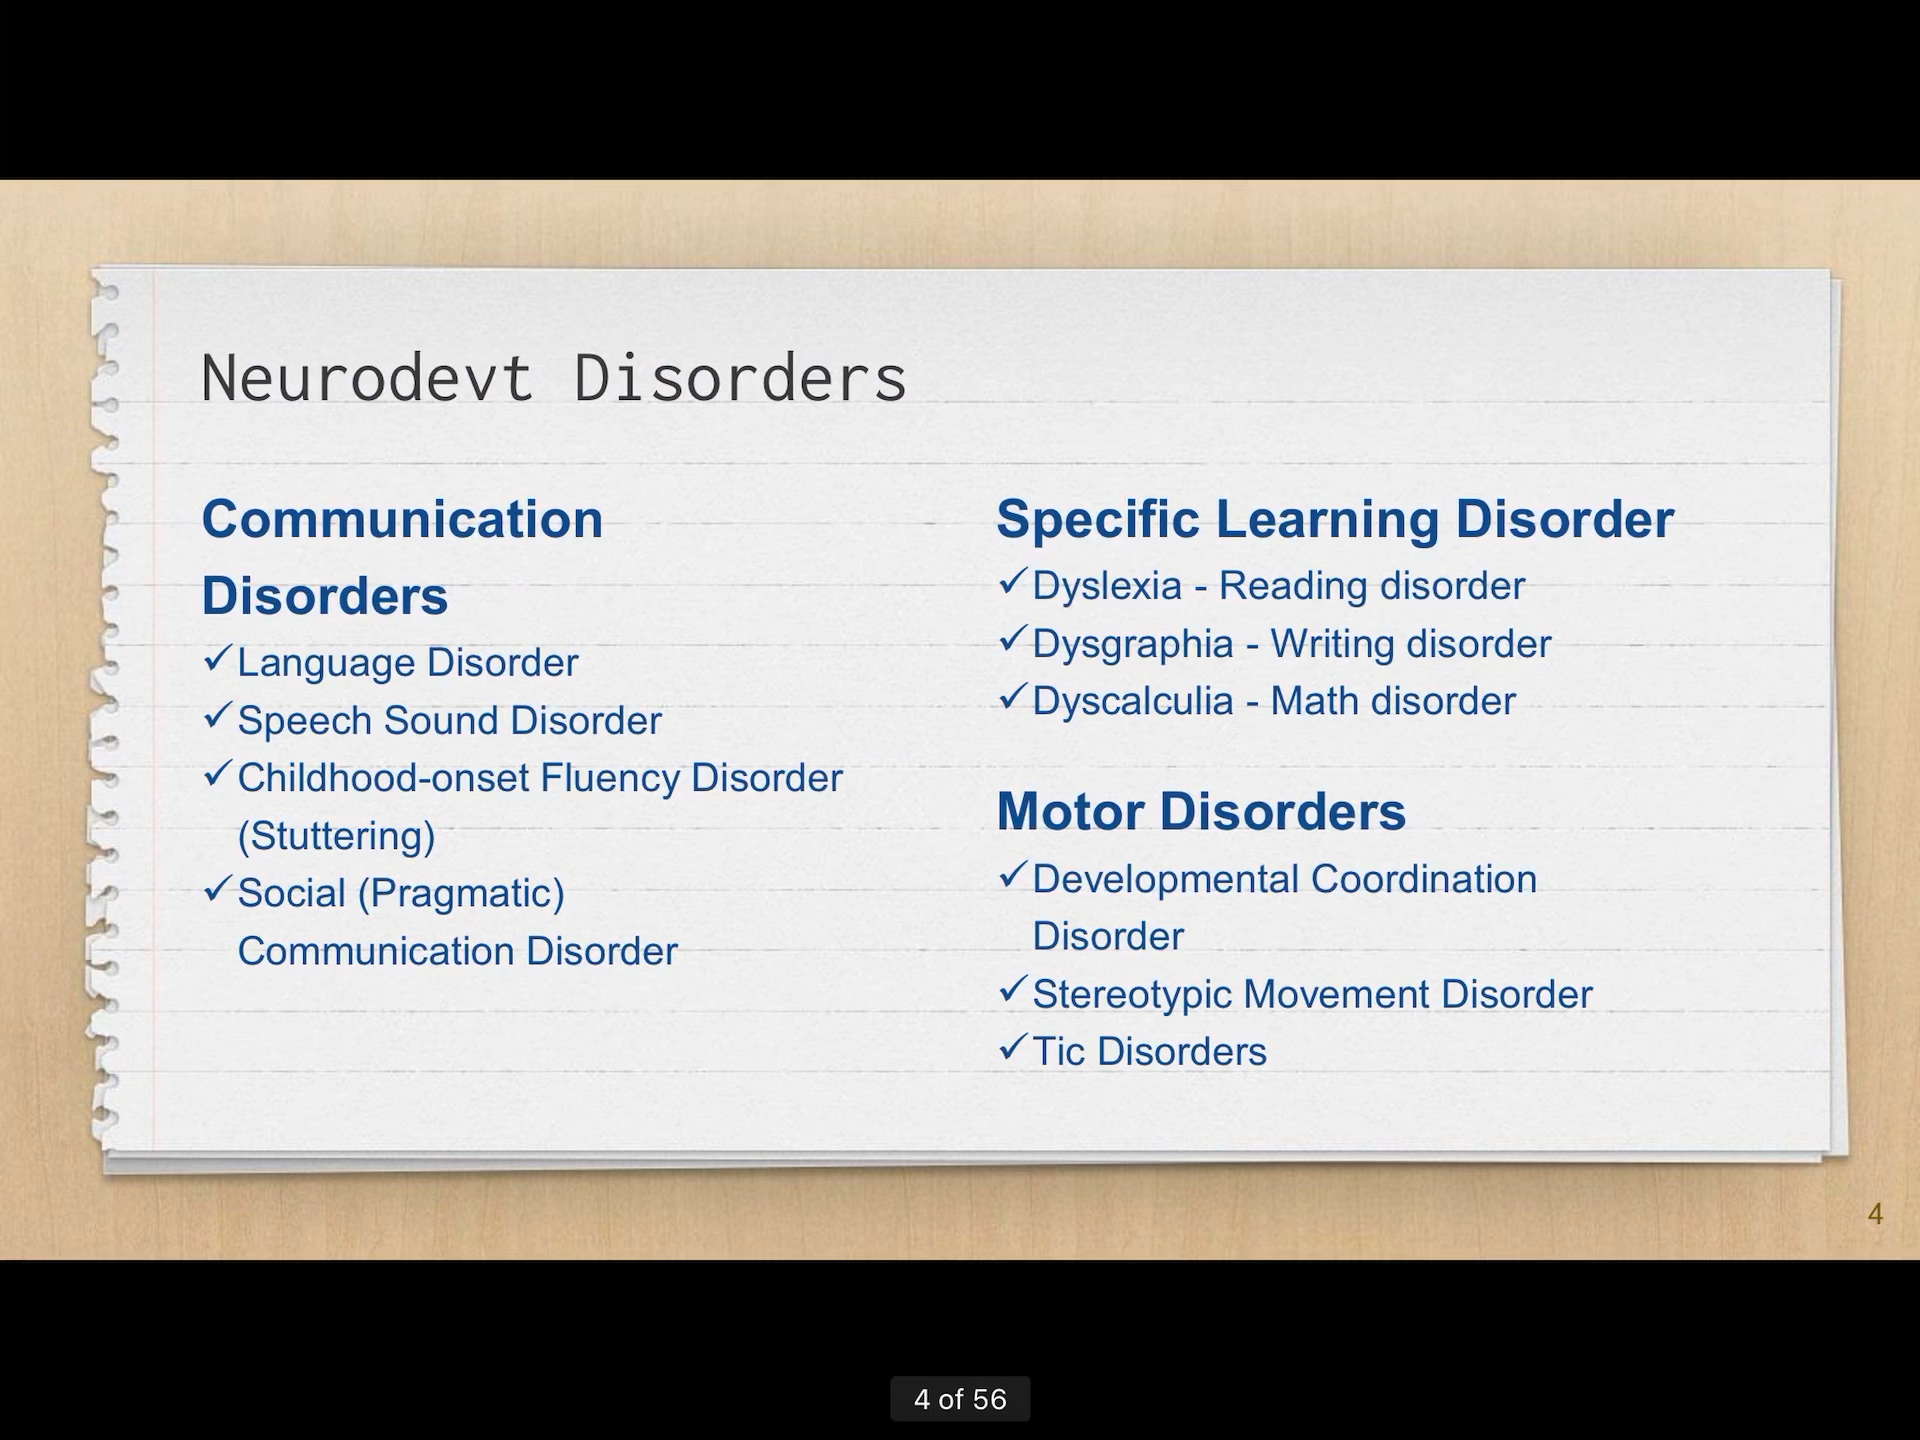 Neurodevt Disorders
Communication
Disorders
✓Language Disorder
✓Speech Sound Disorder
✓Childhood-onset Fluency Disorder
(Stuttering)
✓Social (Pragmatic)
Communication Disorder
Specific Learning Disorder
✓Dyslexia - Reading disorder
✓Dysgraphia - Writing disorder
✓Dyscalculia - Math disorder
Motor Disorders
✓Developmental Coordination
Disorder
✓Stereotypic Movement Disorder
✓Tic Disorders
4
4 of 56